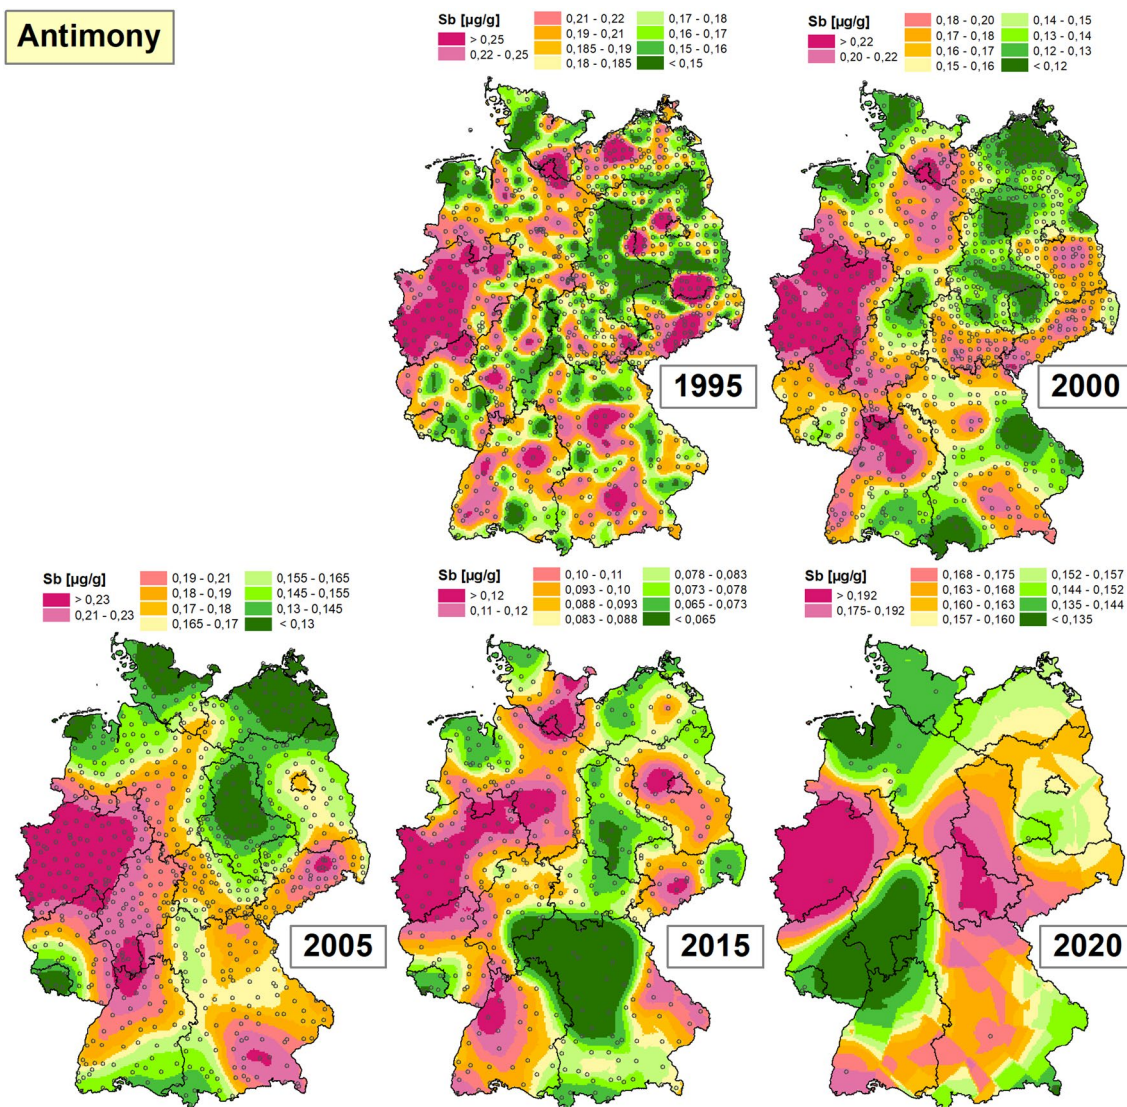 Antimony
Sb [µg/g]
> 0,25
0,22 - 0,25
0,21 - 0,22
0,19 - 0,21
0,185 - 0,19
0,18 - 0,185
0,17 - 0,18
0,16 - 0,17
0,15 - 0,16
< 0,15
1995
Sb [µg/g]
> 0,22
0,20 - 0,22
0,18 - 0,20
0,17 - 0,18
0,16 - 0,17
0,15 - 0,16
0,14 - 0,15
0,13 - 0,14
0,12 - 0,13
< 0,12
2000
Sb [µg/g]
> 0,23
0,21 - 0,23
0,19 - 0,21
0,18 - 0,19
0,17 - 0,18
0,165 - 0,17
0,155 - 0,165
0,145 - 0,155
0,13 - 0,145
< 0,13
2005
Sb [µg/g]
> 0,12
0,11 - 0,12
0,10 - 0,11
0,093 - 0,10
0,088 - 0,093
0,083 - 0,088
0,078 - 0,083
0,073 - 0,078
0,065 - 0,073
< 0,065
2015
Sb [µg/g]
> 0,192
0,175 - 0,192
0,168 - 0,175
0,163 - 0,168
0,160 - 0,163
0,157 - 0,160
0,152 - 0,157
0,144 - 0,152
0,135 - 0,144
< 0,135
2020